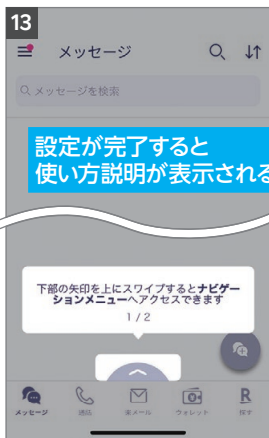 13
メッセージ
メッセージを検索
設定が完了すると
使い方説明が表示される
下部の矢印を上にスワイプするとナビゲー
ションメニューへアクセスできます
1 / 2
メッセージ
通話
楽メール
ウォレット
R
探す